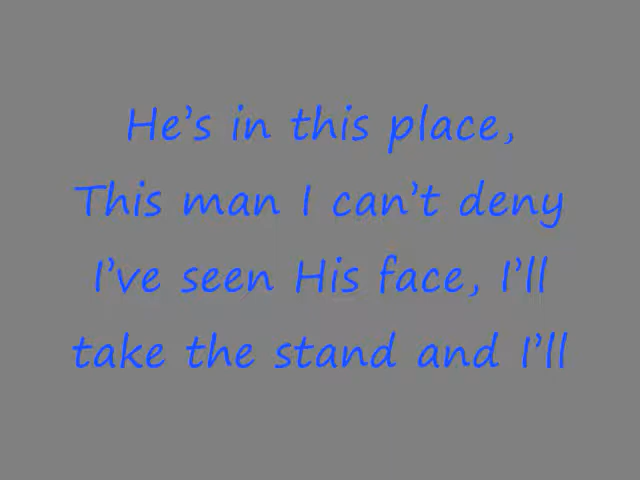 He's in this place,
This man I can't deny
I've seen His face, I'll
take the stand and I'll